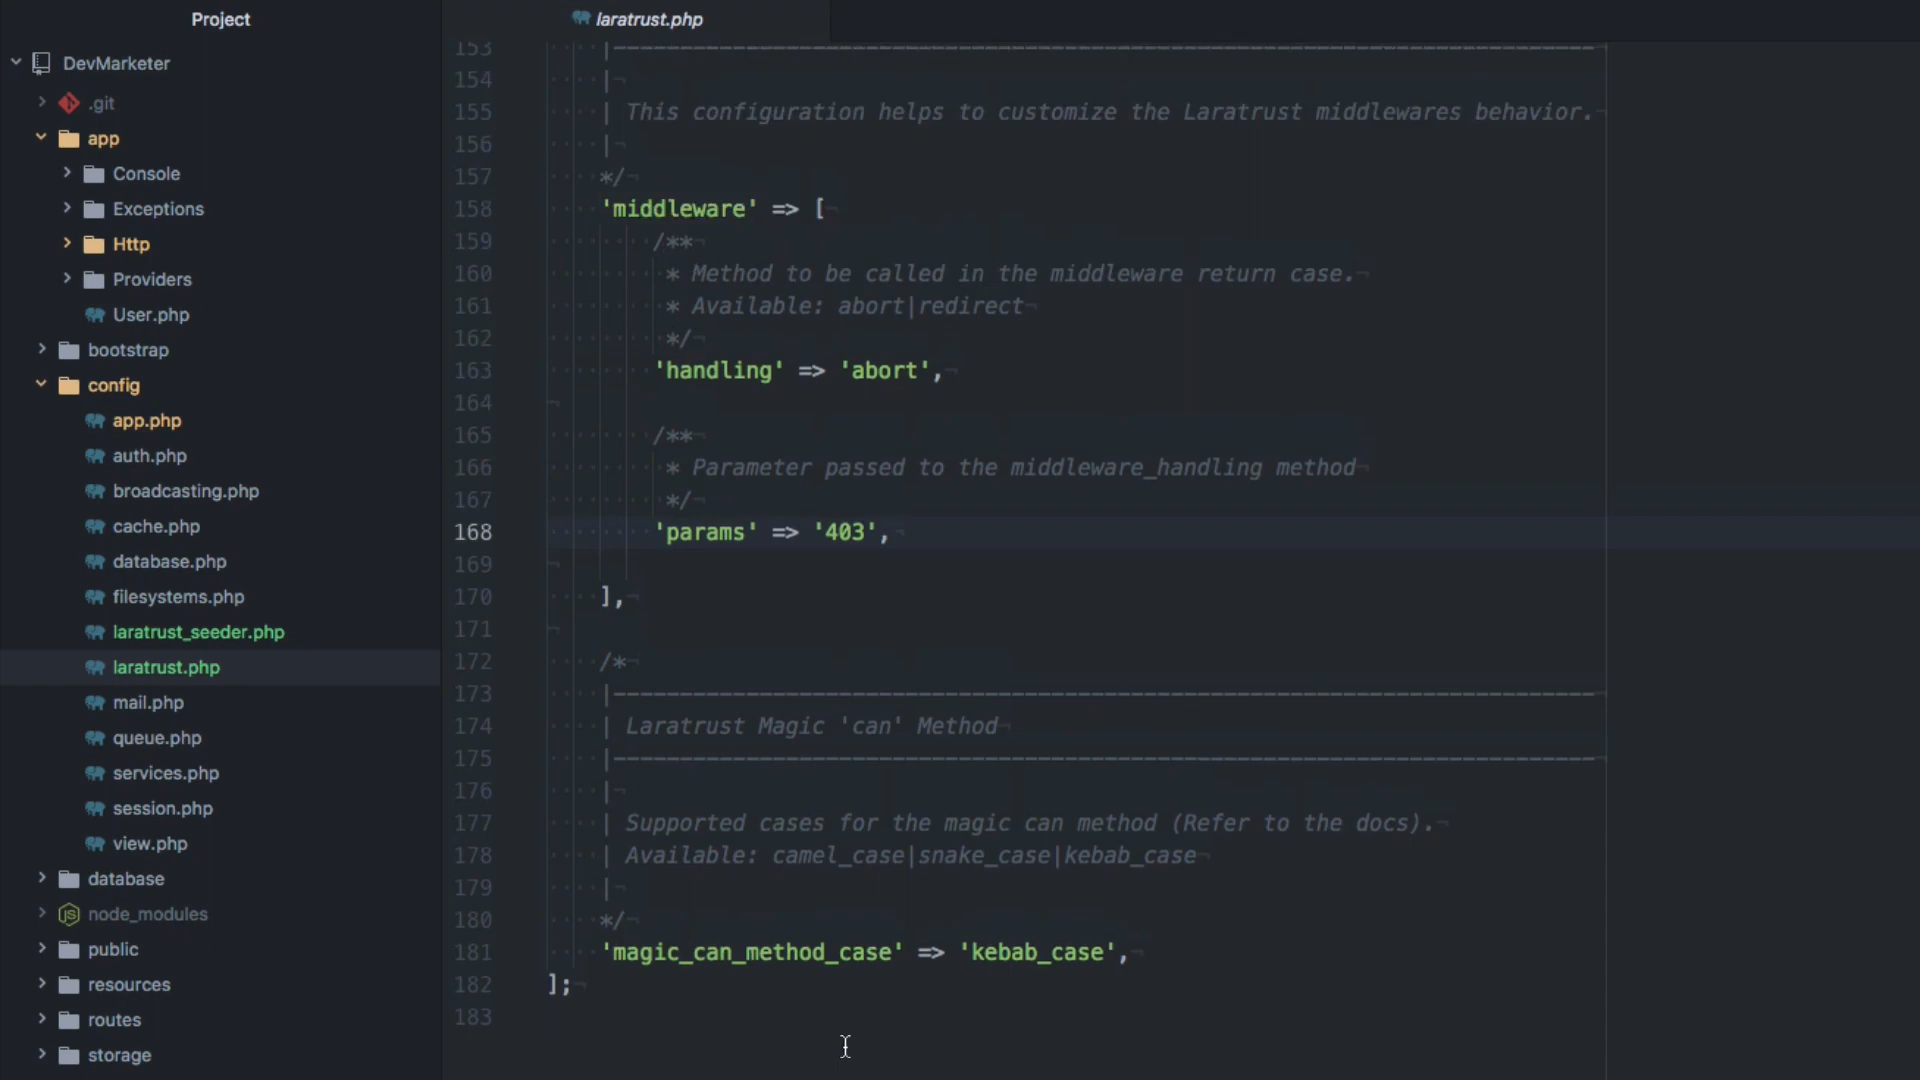 Project
DevMarketer
.git
app
Console
Exceptions
Http
Providers
User.php
bootstrap
config
app.php
auth.php
broadcasting.php
cache.php
database.php
filesystems.php
laratrust_seeder.php
laratrust.php
mail.php
queue.php
services.php
session.php
view.php
database
node_modules
public
resources
routes
storage
laratrust.php
153 |--------------------------------------------------------------------------
154 |
155 | This configuration helps to customize the Laratrust middlewares behavior.
156 |
157 */
158 'middleware' => [
159 /**
160 * Method to be called in the middleware return case.
161 * Available: abort|redirect
162 */
163 'handling' => 'abort',
164
165 /**
166 * Parameter passed to the middleware_handling method
167 */
168 'params' => '403',
169
170 ],
171
172 /*
173 |--------------------------------------------------------------------------
174 | Laratrust Magic 'can' Method
175 |--------------------------------------------------------------------------
176 |
177 | Supported cases for the magic can method (Refer to the docs).
178 | Available: camel_case|snake_case|kebab_case
179 |
180 */
181 'magic_can_method_case' => 'kebab_case',
182 ];
183